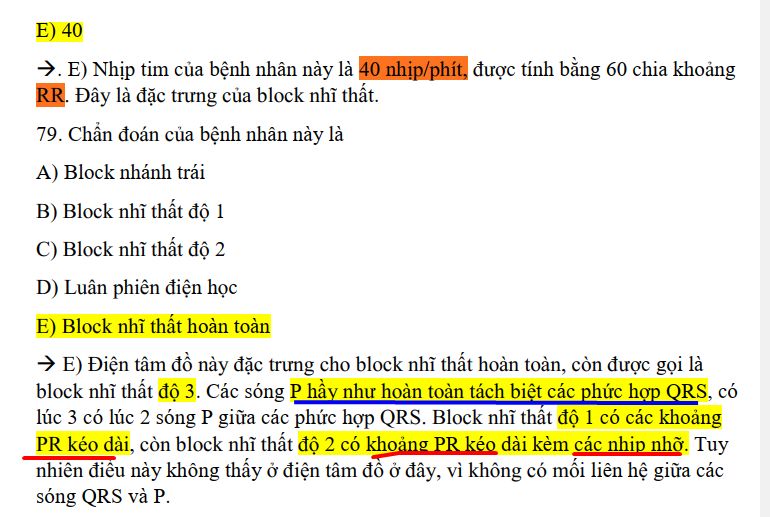 E) 40
→. E) Nhịp tim của bệnh nhân này là 40 nhịp/phít, được tính bằng 60 chia khoảng
RR. Đây là đặc trưng của block nhĩ thất.
79. Chẩn đoán của bệnh nhân này là
A) Block nhánh trái
B) Block nhĩ thất độ 1
C) Block nhĩ thất độ 2
D) Luân phiên điện học
E) Block nhĩ thất hoàn toàn
→ E) Điện tâm đồ này đặc trưng cho block nhĩ thất hoàn toàn, còn được gọi là
block nhĩ thất độ 3. Các sóng P hầy như hoàn toàn tách biệt các phức hợp QRS, có
lúc 3 có lúc 2 sóng P giữa các phức hợp QRS. Block nhĩ thất độ 1 có các khoảng
PR kéo dài, còn block nhĩ thất độ 2 có khoảng PR kéo dài kèm các nhịp nhỡ. Tuy
nhiên điều này không thấy ở điện tâm đồ ở đây, vì không có mối liên hệ giữa các
sóng QRS và P.